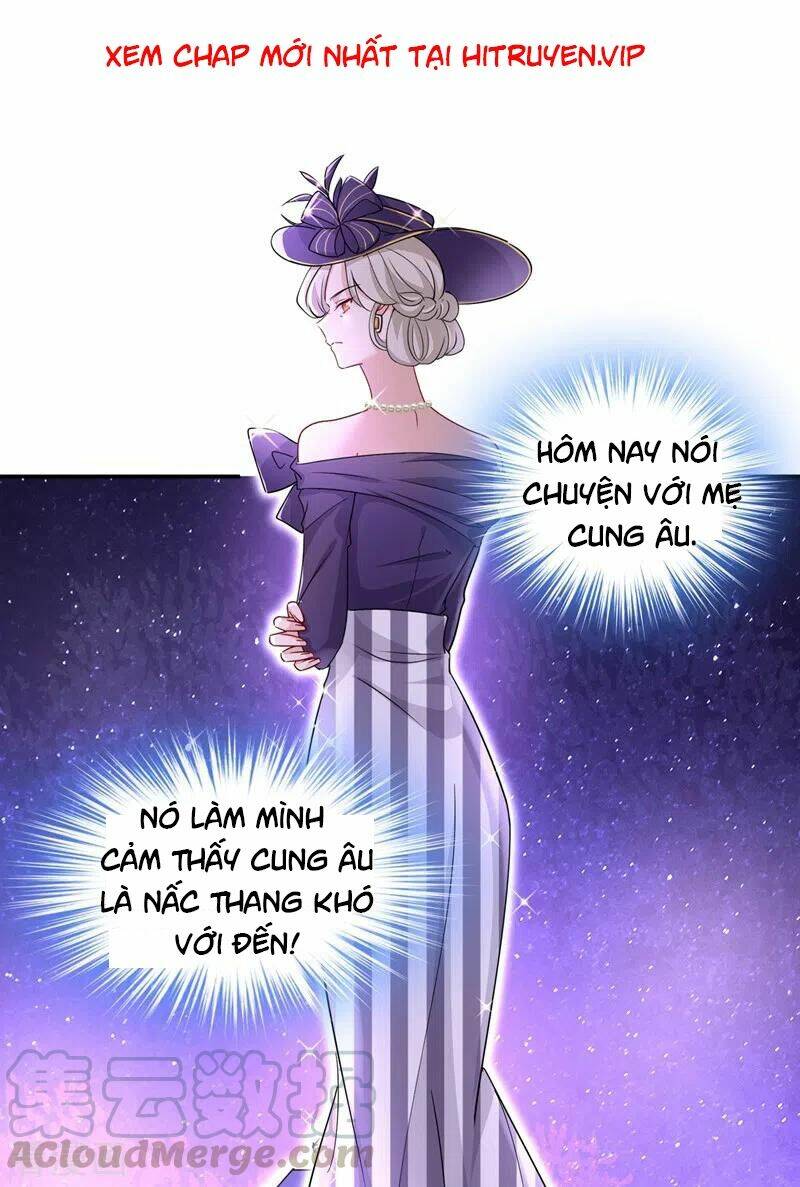 XEM CHAP MỚI NHẤT TẠI HITRUYEN.VIP
HÔM NAY NÓI
CHUYỆN VỚI MẸ
CUNG ÂU.
NÓ LÀM MÌNH
CẢM THẤY CUNG ÂU
LÀ NẤC THANG KHÓ
VỚI ĐẾN!
集云数据
ACloudMerge.com